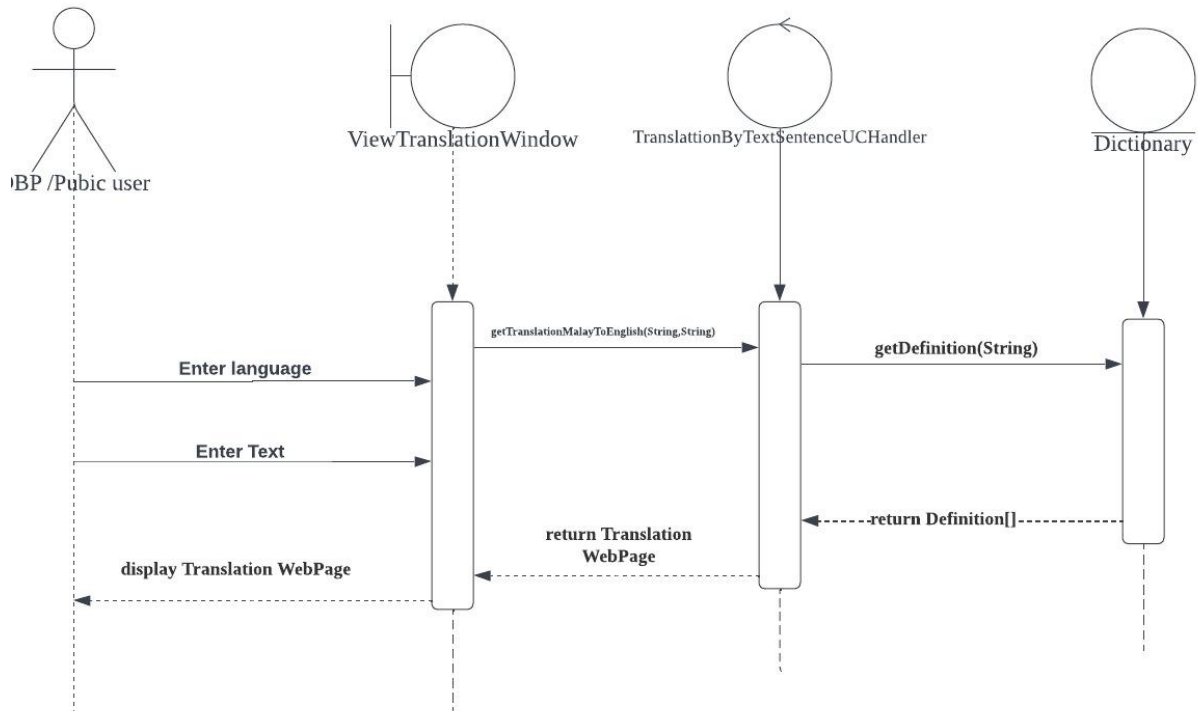 ViewTranslationWindow
TranslattionByTextSentenceUCHandler
Dictionary
BP /Pubic user
getTranslationMalayToEnglish(String,String)
getDefinition(String)
Enter language
Enter Text
return Definition[]
return Translation
WebPage
display Translation WebPage